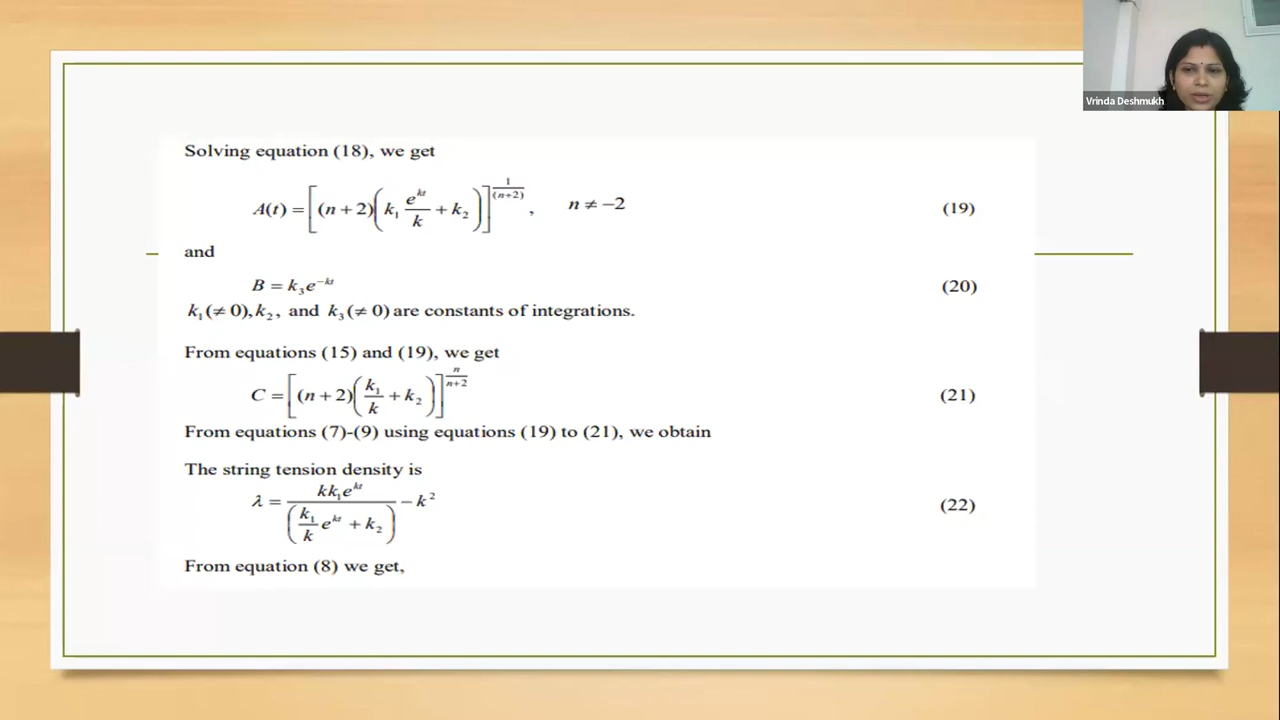 Vrinda Deshmukh
Solving equation (18), we get
A(t) = [(n + 2)(k₁ e^{kt}/k + k₂)]^{1/(n+2)}, n ≠ −2 (19)
and
B = k₃e^{−kt} (20)
k₁(≠ 0), k₂, and k₃(≠ 0) are constants of integrations.
From equations (15) and (19), we get
C = [(n + 2)(k₁/k + k₂)]^{n/(n+2)} (21)
From equations (7)-(9) using equations (19) to (21), we obtain
The string tension density is
λ = kk₁e^{kt}/(k₁/k e^{kt} + k₂) − k² (22)
From equation (8) we get,